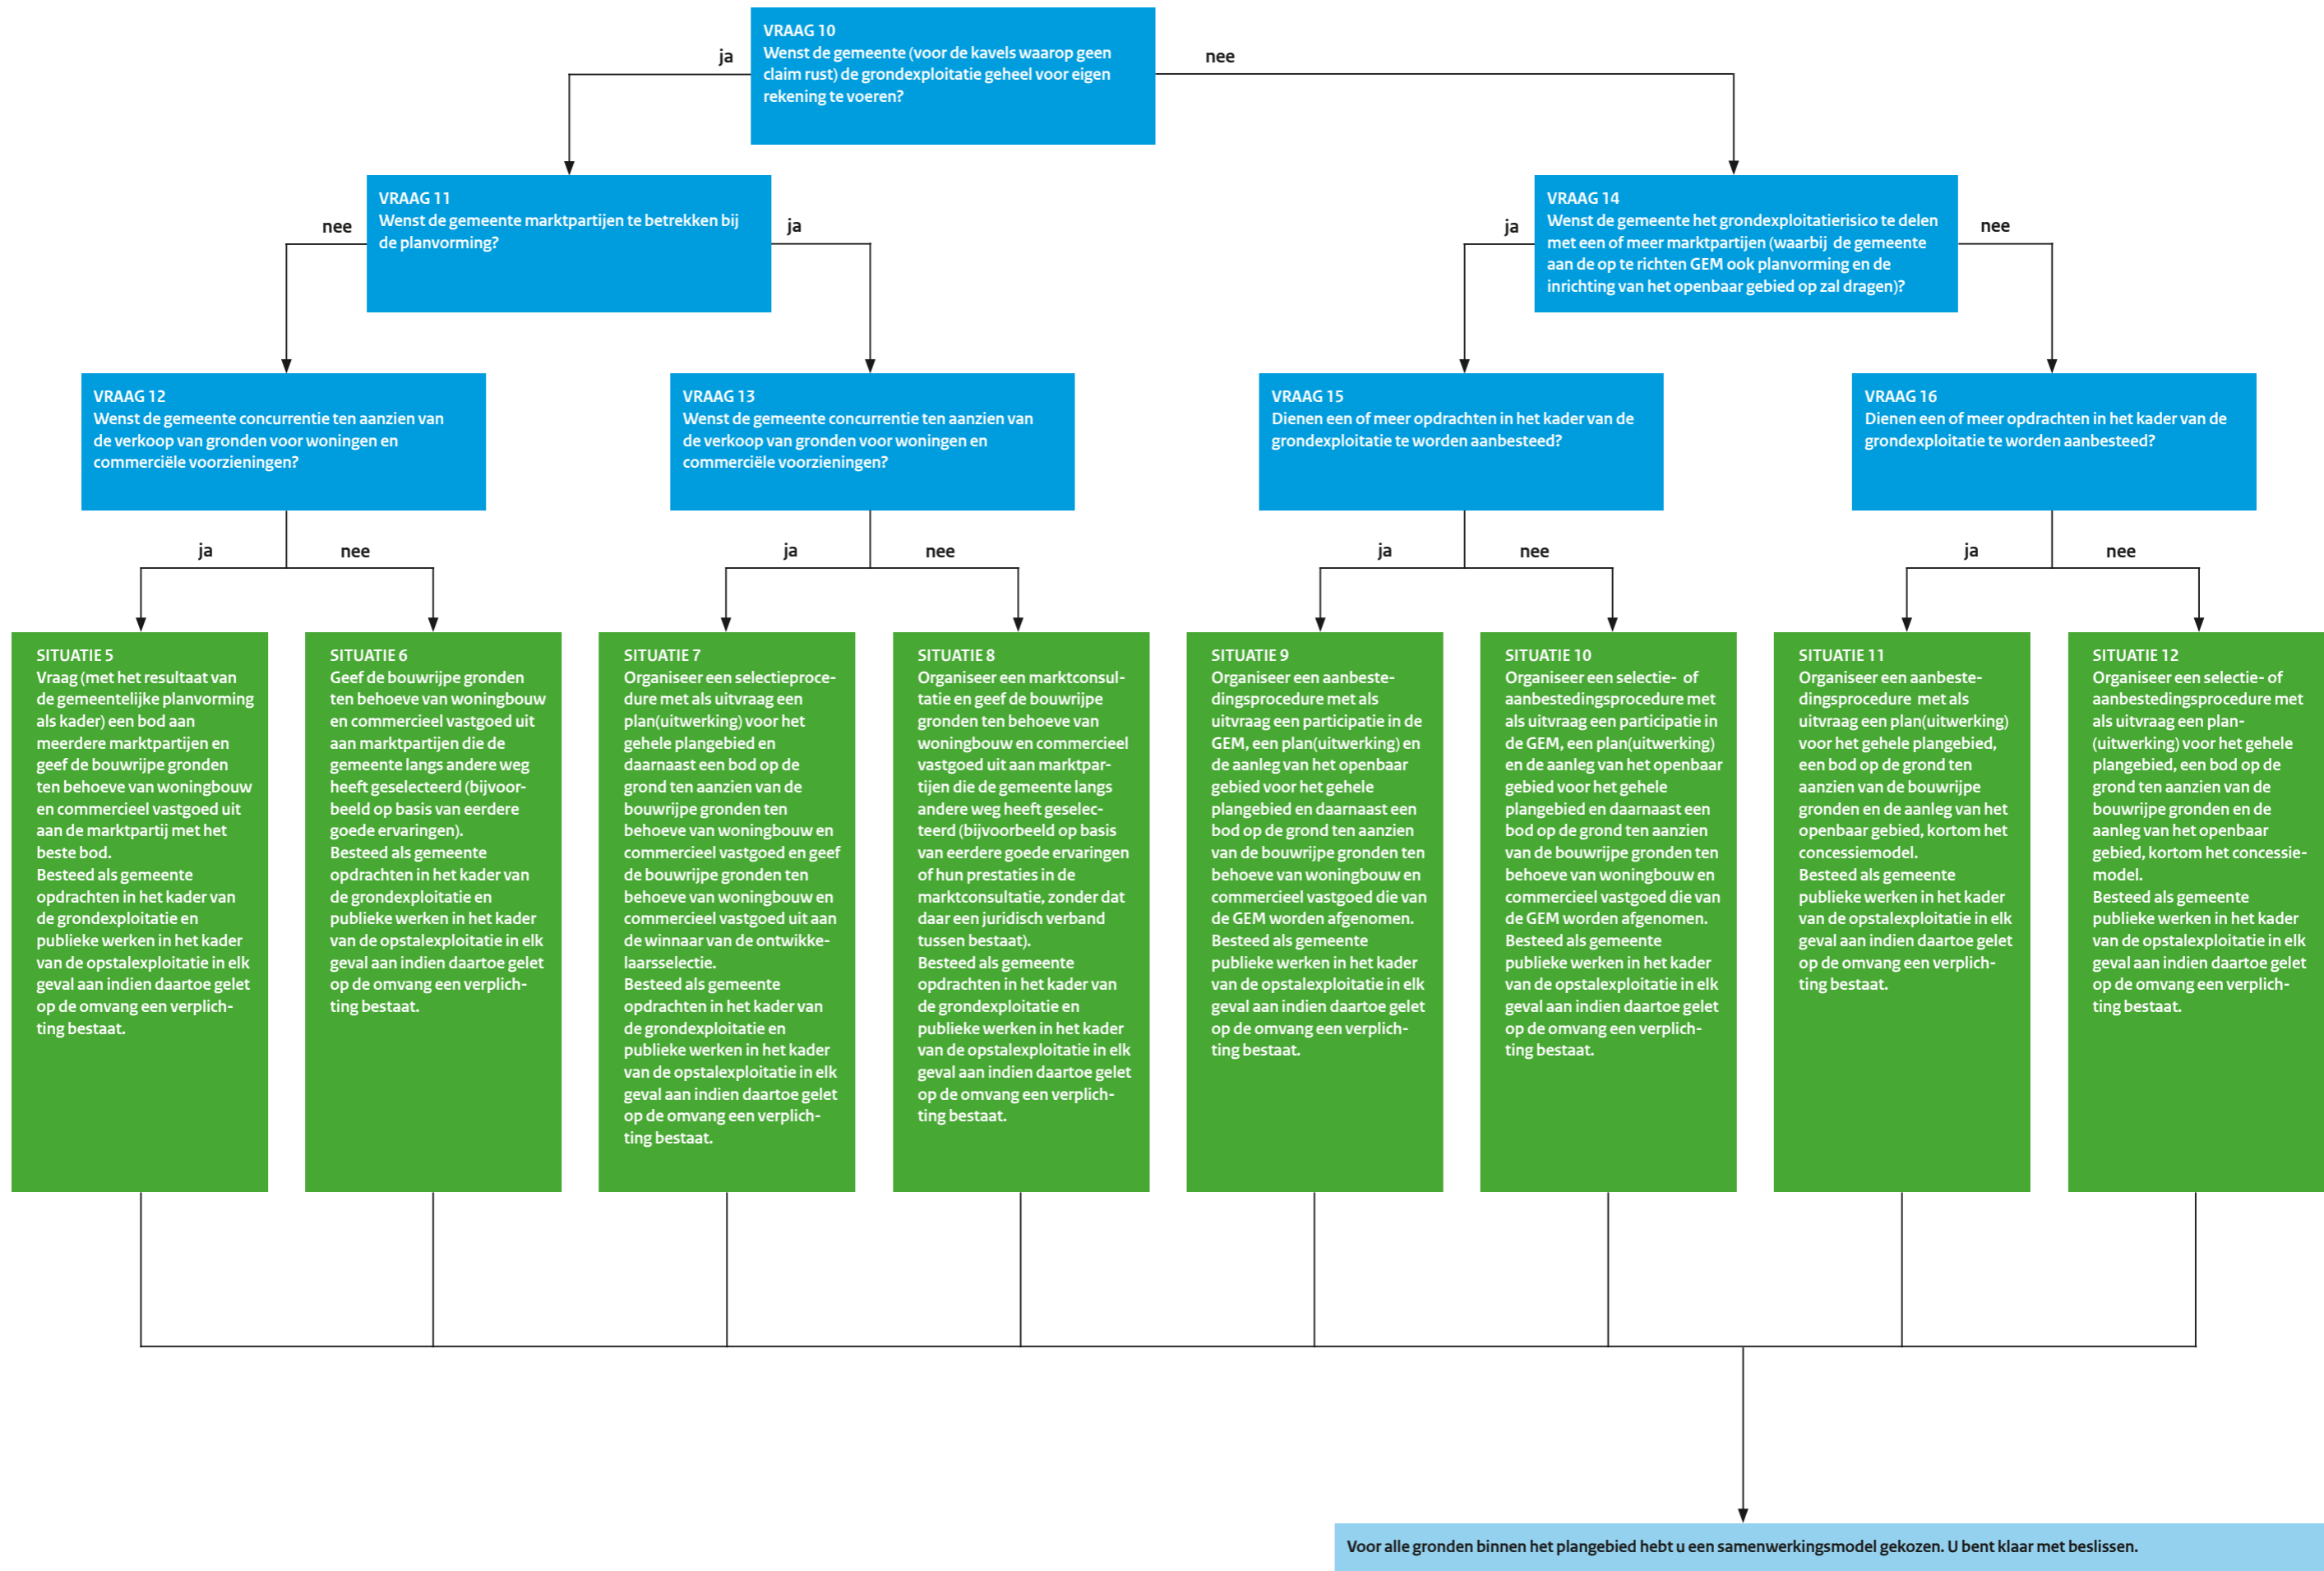 VRAAG 10
Wenst de gemeente (voor de kavels waarop geen
claim rust) de grondexploitatie geheel voor eigen
rekening te voeren?
ja
nee
VRAAG 11
Wenst de gemeente marktpartijen te betrekken bij
de planvorming?
nee
ja
VRAAG 14
Wenst de gemeente het grondexploitatierisico te delen
met een of meer marktpartijen (waarbij de gemeente
aan de op te richten GEM ook planvorming en de
inrichting van het openbaar gebied op zal dragen)?
ja
nee
VRAAG 12
Wenst de gemeente concurrentie ten aanzien van
de verkoop van gronden voor woningen en
commerciële voorzieningen?
VRAAG 13
Wenst de gemeente concurrentie ten aanzien van
de verkoop van gronden voor woningen en
commerciële voorzieningen?
VRAAG 15
Dienen een of meer opdrachten in het kader van de
grondexploitatie te worden aanbesteed?
VRAAG 16
Dienen een of meer opdrachten in het kader van de
grondexploitatie te worden aanbesteed?
ja
nee
ja
nee
ja
nee
ja
nee
SITUATIE 5
Vraag (met het resultaat van
de gemeentelijke planvorming
als kader) een bod aan
meerdere marktpartijen en
geef de bouwrijpe gronden
ten behoeve van woningbouw
en commercieel vastgoed uit
aan de marktpartij met het
beste bod.
Besteed als gemeente
opdrachten in het kader van
de grondexploitatie en
publieke werken in het kader
van de opstalexploitatie in elk
geval aan indien daartoe gelet
op de omvang een verplich-
ting bestaat.
SITUATIE 6
Geef de bouwrijpe gronden
ten behoeve van woningbouw
en commercieel vastgoed uit
aan marktpartijen die de
gemeente langs andere weg
heeft geselecteerd (bijvoor-
beeld op basis van eerdere
goede ervaringen).
Besteed als gemeente
opdrachten in het kader van
de grondexploitatie en
publieke werken in het kader
van de opstalexploitatie in elk
geval aan indien daartoe gelet
op de omvang een verplich-
ting bestaat.
SITUATIE 7
Organiseer een selectieproce-
dure met als uitvraag een
plan(uitwerking) voor het
gehele plangebied en
daarnaast een bod op de
grond ten aanzien van de
bouwrijpe gronden ten
behoeve van woningbouw en
commercieel vastgoed en geef
de bouwrijpe gronden ten
behoeve van woningbouw en
commercieel vastgoed uit aan
de winnaar van de ontwikke-
laarsselectie.
Besteed als gemeente
opdrachten in het kader van
de grondexploitatie en
publieke werken in het kader
van de opstalexploitatie in elk
geval aan indien daartoe gelet
op de omvang een verplich-
ting bestaat.
SITUATIE 8
Organiseer een marktconsul-
tatie en geef de bouwrijpe
gronden ten behoeve van
woningbouw en commercieel
vastgoed uit aan marktpar-
tijen die de gemeente langs
andere weg heeft geselec-
teerd (bijvoorbeeld op basis
van eerdere goede ervaringen
of hun prestaties in de
marktconsultatie, zonder dat
daar een juridisch verband
tussen bestaat).
Besteed als gemeente
opdrachten in het kader van
de grondexploitatie en
publieke werken in het kader
van de opstalexploitatie in elk
geval aan indien daartoe gelet
op de omvang een verplich-
ting bestaat.
SITUATIE 9
Organiseer een aanbeste-
dingsprocedure met als
uitvraag een participatie in de
GEM, een plan(uitwerking) en
de aanleg van het openbaar
gebied voor het gehele
plangebied en daarnaast een
bod op de grond ten aanzien
van de bouwrijpe gronden ten
behoeve van woningbouw en
commercieel vastgoed die van
de GEM worden afgenomen.
Besteed als gemeente
publieke werken in het kader
van de opstalexploitatie in elk
geval aan indien daartoe gelet
op de omvang een verplich-
ting bestaat.
SITUATIE 10
Organiseer een selectie- of
aanbestedingsprocedure met
als uitvraag een participatie in
de GEM, een plan(uitwerking)
en de aanleg van het openbaar
gebied voor het gehele
plangebied en daarnaast een
bod op de grond ten aanzien
van de bouwrijpe gronden ten
behoeve van woningbouw en
commercieel vastgoed die van
de GEM worden afgenomen.
Besteed als gemeente
publieke werken in het kader
van de opstalexploitatie in elk
geval aan indien daartoe gelet
op de omvang een verplich-
ting bestaat.
SITUATIE 11
Organiseer een aanbeste-
dingsprocedure met als
uitvraag een plan(uitwerking)
voor het gehele plangebied,
een bod op de grond ten
aanzien van de bouwrijpe
gronden en de aanleg van het
openbaar gebied, kortom het
concessiemodel.
Besteed als gemeente
publieke werken in het kader
van de opstalexploitatie in elk
geval aan indien daartoe gelet
op de omvang een verplich-
ting bestaat.
SITUATIE 12
Organiseer een selectie- of
aanbestedingsprocedure met
als uitvraag een plan-
(uitwerking) voor het gehele
plangebied, een bod op de
grond ten aanzien van de
bouwrijpe gronden en de
aanleg van het openbaar
gebied, kortom het concessie-
model.
Besteed als gemeente
publieke werken in het kader
van de opstalexploitatie in elk
geval aan indien daartoe gelet
op de omvang een verplich-
ting bestaat.
Voor alle gronden binnen het plangebied hebt u een samenwerkingsmodel gekozen. U bent klaar met beslissen.